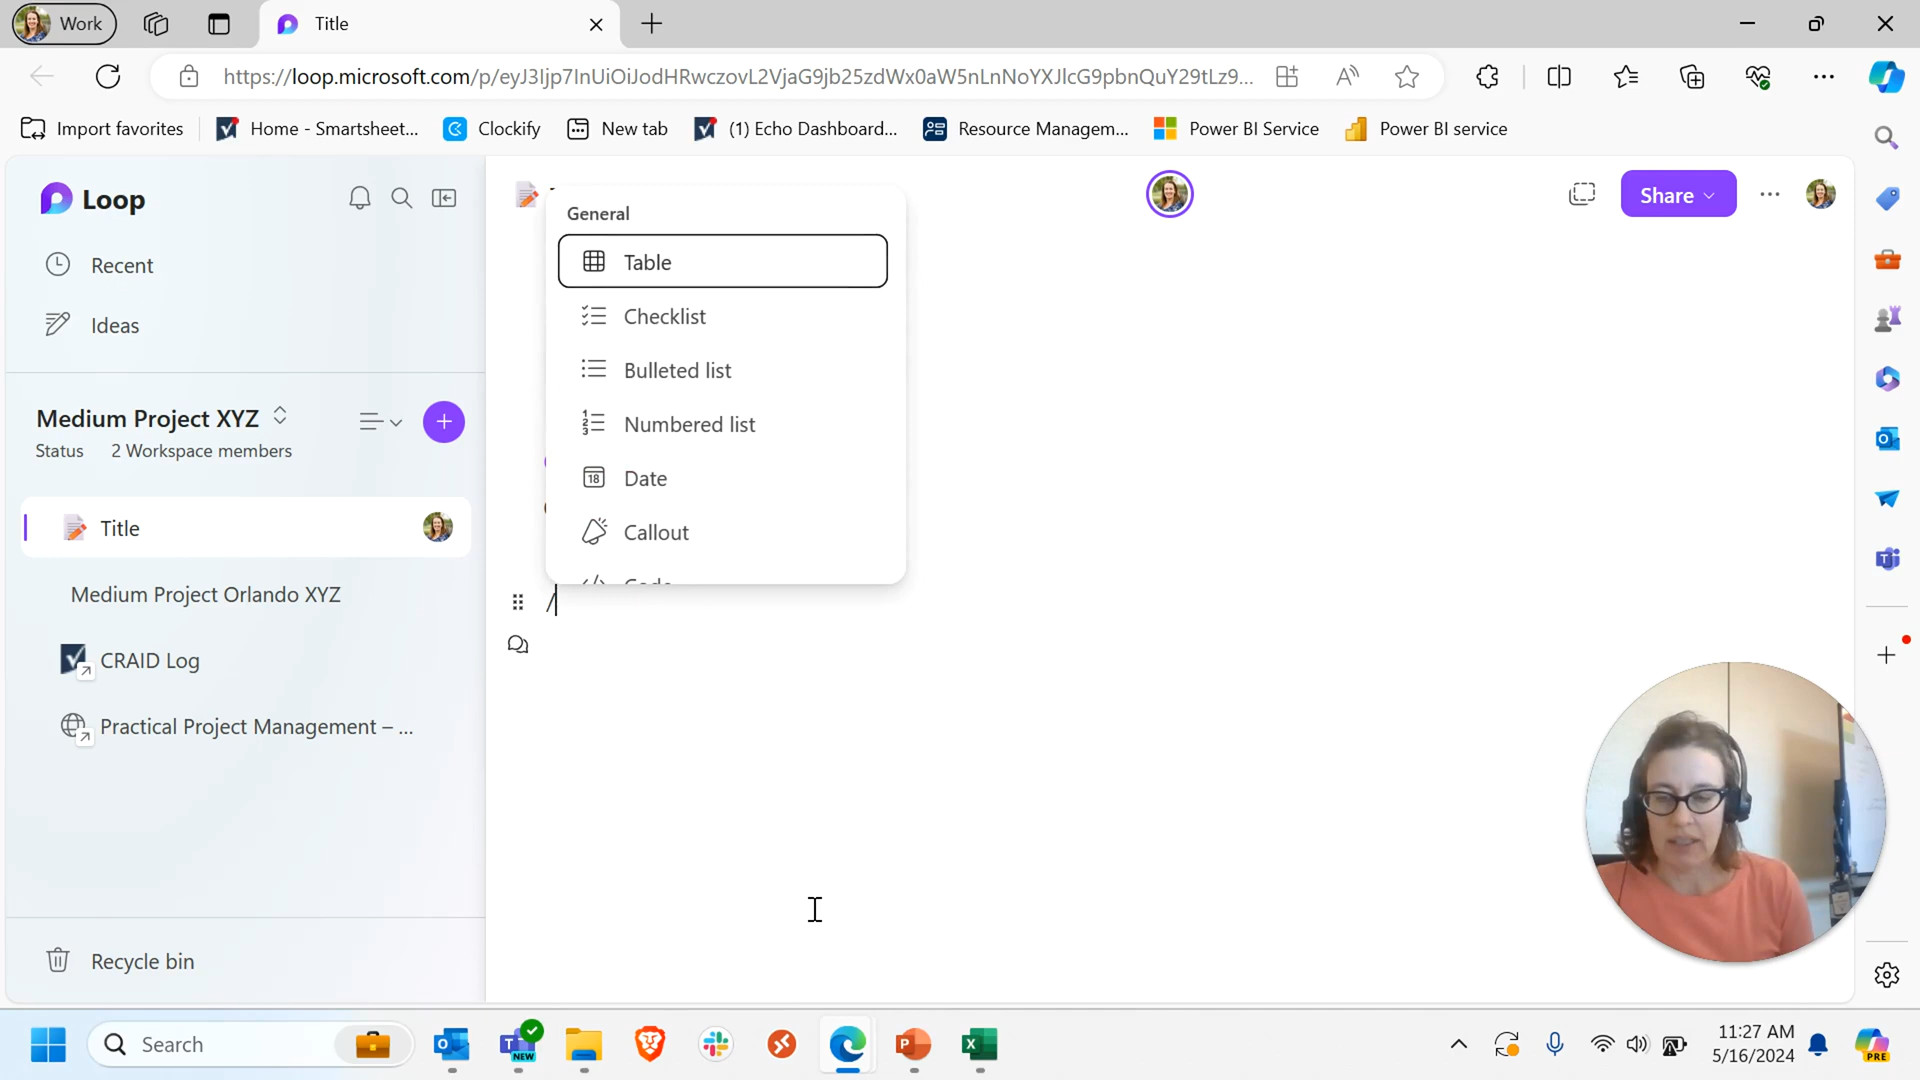 Work
Title
https://loop.microsoft.com/p/eyJ3Ijp7InUiOiJodHRwczovL2VjaG9jb25zdWx0aW5nLnNoYXJlcG9pbnQuY29tLz9...
Import favorites
Home - Smartsheet...
Clockify
New tab
(1) Echo Dashboard...
Resource Managem...
Power BI Service
Power BI service
Loop
Share
General
Table
Recent
Checklist
Ideas
Bulleted list
Medium Project XYZ
Numbered list
Status
2 Workspace members
Date
Title
Callout
Code
Medium Project Orlando XYZ
/
CRAID Log
Practical Project Management – ...
Recycle bin
Search
NEW
11:27 AM
5/16/2024
PRE